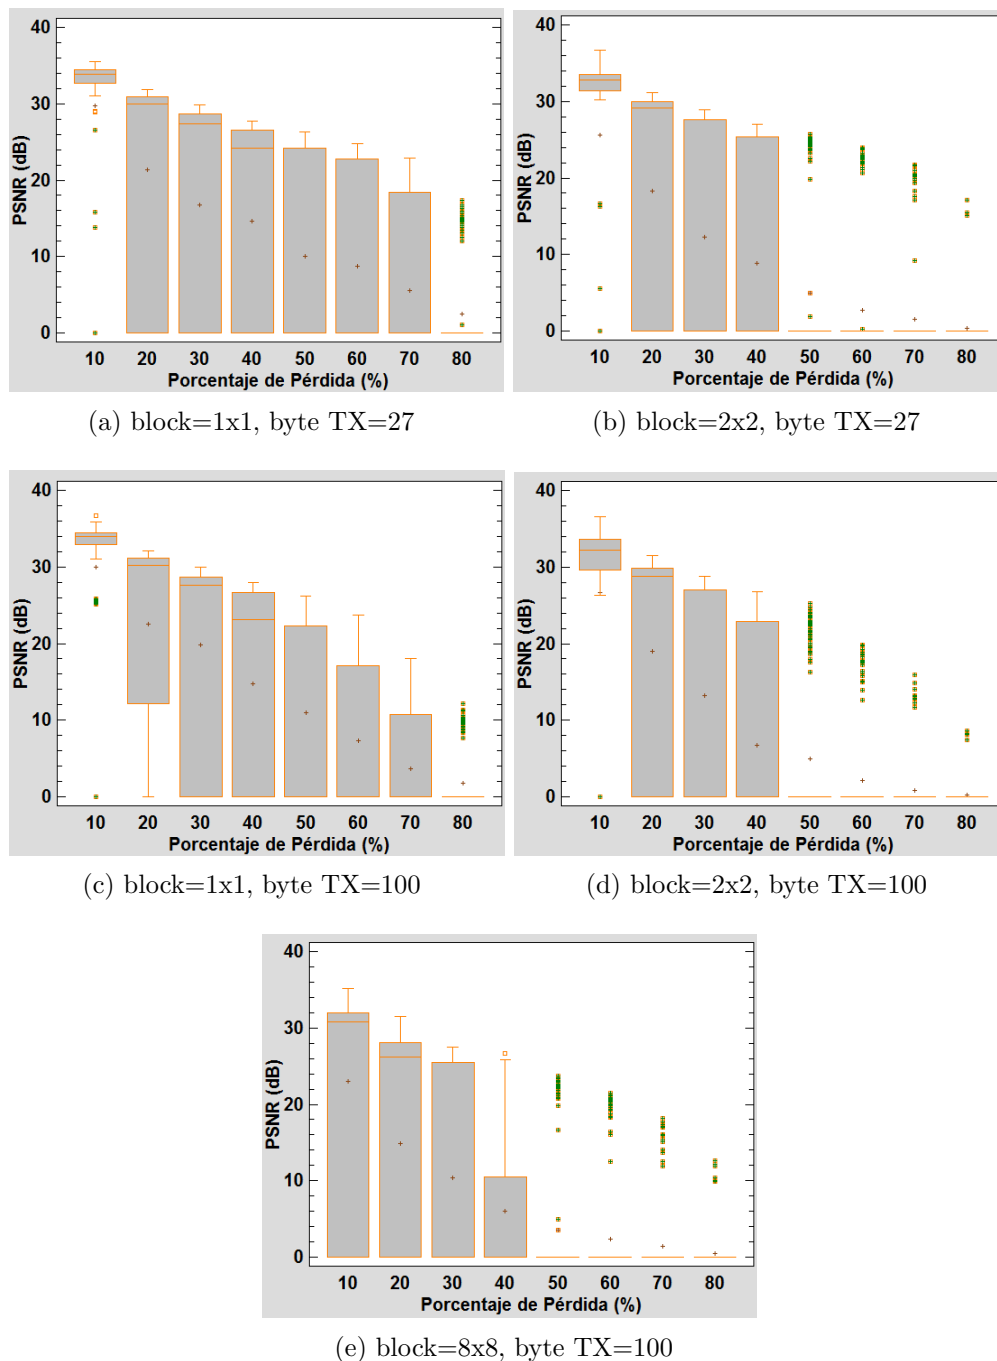 40
30
20
10
0
PSNR (dB)
10 20 30 40 50 60 70 80
Porcentaje de Pérdida (%)
(a) block=1x1, byte TX=27
40
30
20
10
0
PSNR (dB)
10 20 30 40 50 60 70 80
Porcentaje de Pérdida (%)
(b) block=2x2, byte TX=27
40
30
20
10
0
PSNR (dB)
10 20 30 40 50 60 70 80
Porcentaje de Pérdida (%)
(c) block=1x1, byte TX=100
40
30
20
10
0
PSNR (dB)
10 20 30 40 50 60 70 80
Porcentaje de Pérdida (%)
(d) block=2x2, byte TX=100
40
30
20
10
0
PSNR (dB)
10 20 30 40 50 60 70 80
Porcentaje de Pérdida (%)
(e) block=8x8, byte TX=100